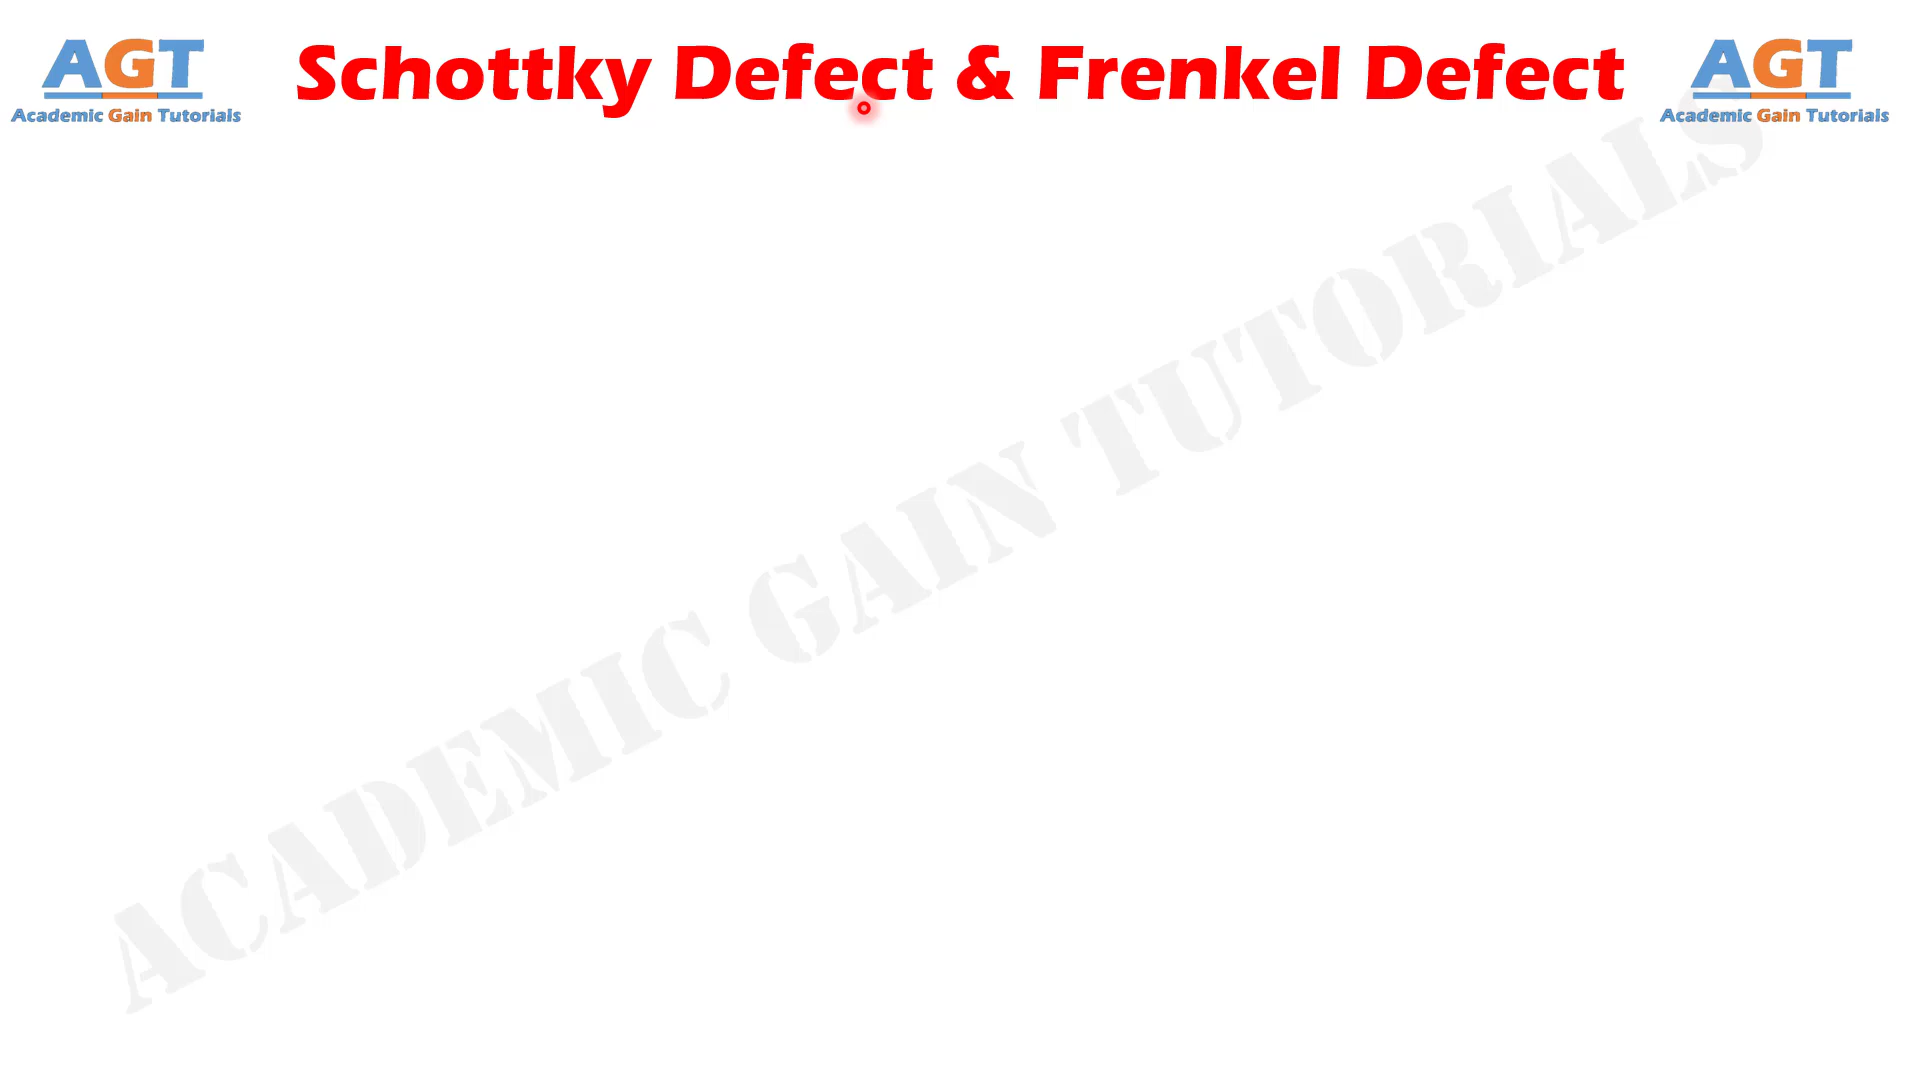 AGT
Academic Gain Tutorials
Schottky Defect & Frenkel Defect
AGT
Academic Gain Tutorials
ACADEMIC GAIN TUTORIALS